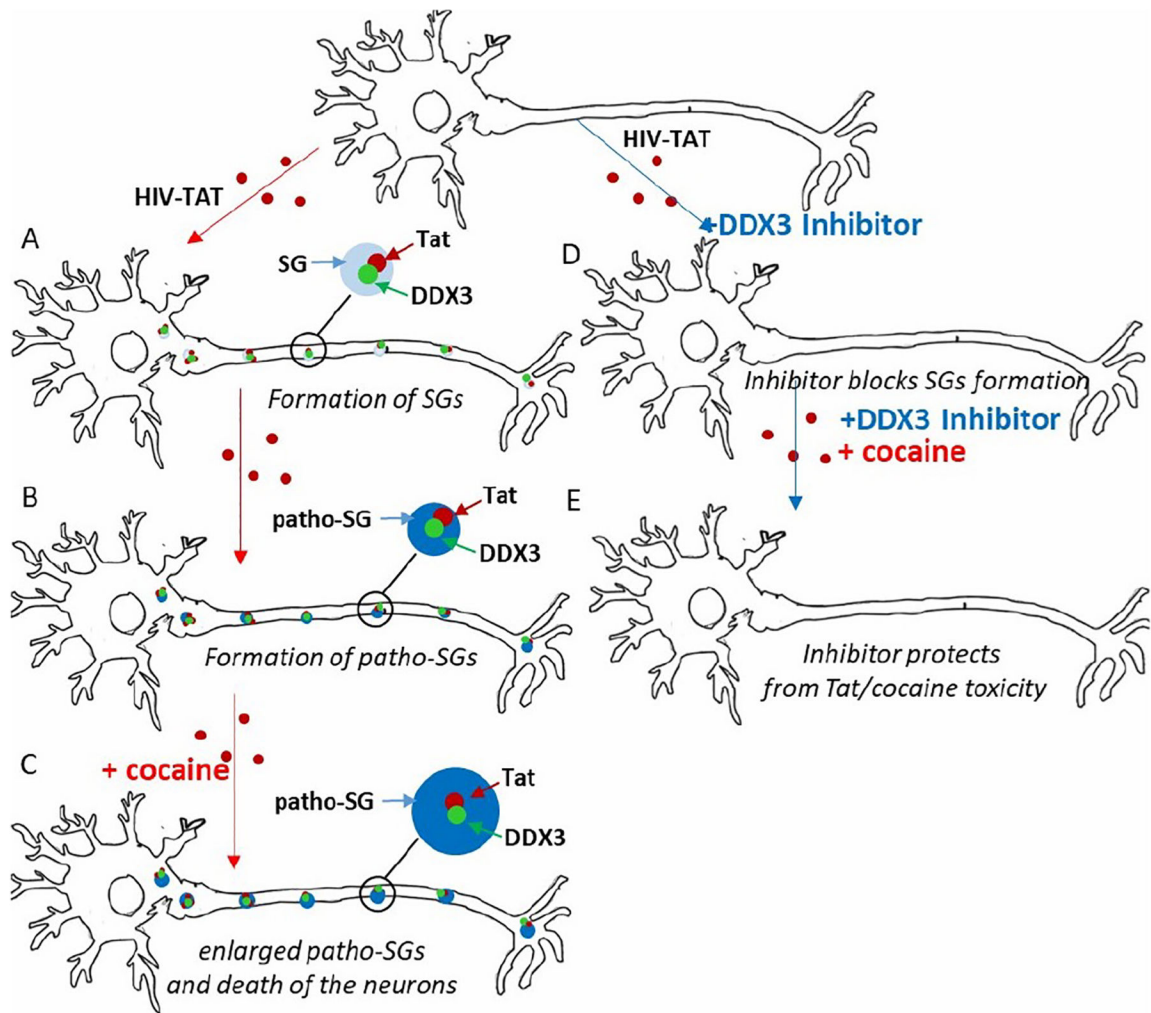 HIV-TAT
HIV-TAT
+DDX3 Inhibitor
A
SG
Tat
DDX3
Formation of SGs
D
Inhibitor blocks SGs formation
+DDX3 Inhibitor
+ cocaine
B
patho-SG
Tat
DDX3
Formation of patho-SGs
E
Inhibitor protects
from Tat/cocaine toxicity
C
+ cocaine
patho-SG
Tat
DDX3
enlarged patho-SGs
and death of the neurons